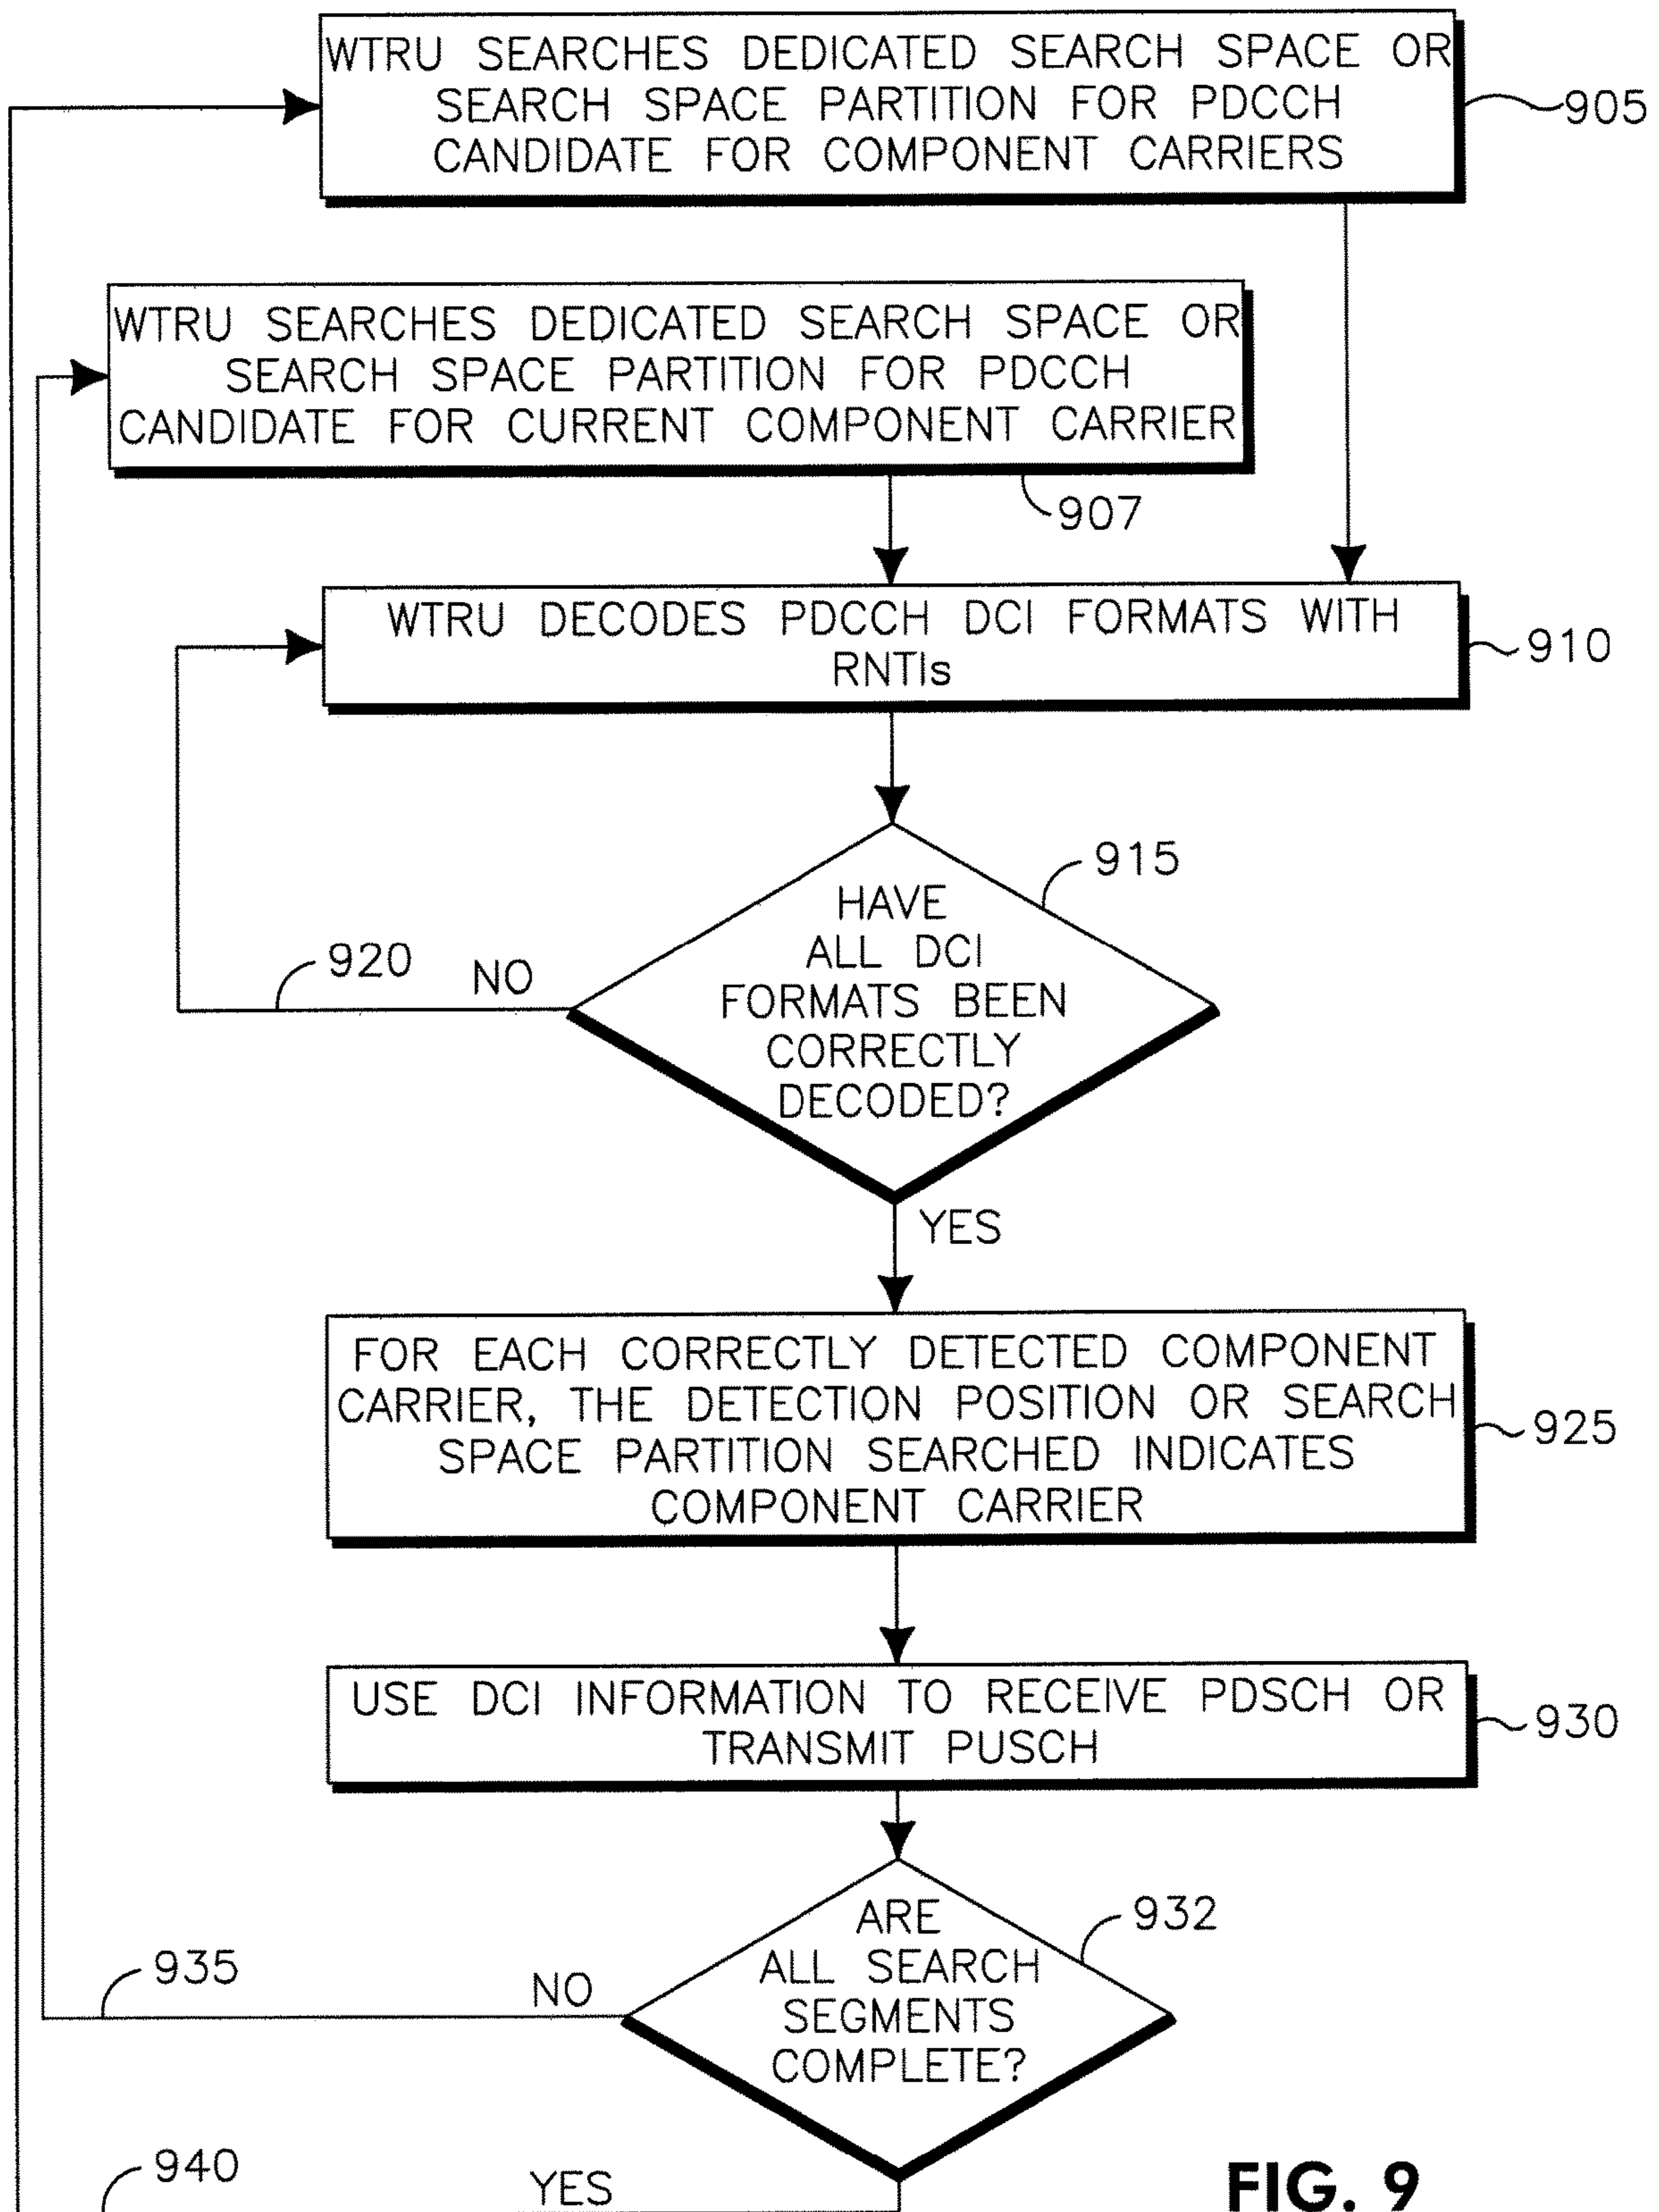 WTRU SEARCHES DEDICATED SEARCH SPACE OR
SEARCH SPACE PARTITION FOR PDCCH
CANDIDATE FOR COMPONENT CARRIERS
905
WTRU SEARCHES DEDICATED SEARCH SPACE OR
SEARCH SPACE PARTITION FOR PDCCH
CANDIDATE FOR CURRENT COMPONENT CARRIER
907
WTRU DECODES PDCCH DCI FORMATS WITH
RNTIs
910
915
HAVE
ALL DCI
FORMATS BEEN
CORRECTLY
DECODED?
920
NO
YES
FOR EACH CORRECTLY DETECTED COMPONENT
CARRIER, THE DETECTION POSITION OR SEARCH
SPACE PARTITION SEARCHED INDICATES
COMPONENT CARRIER
925
USE DCI INFORMATION TO RECEIVE PDSCH OR
TRANSMIT PUSCH
930
932
ARE
ALL SEARCH
SEGMENTS
COMPLETE?
935
NO
940
YES
FIG. 9